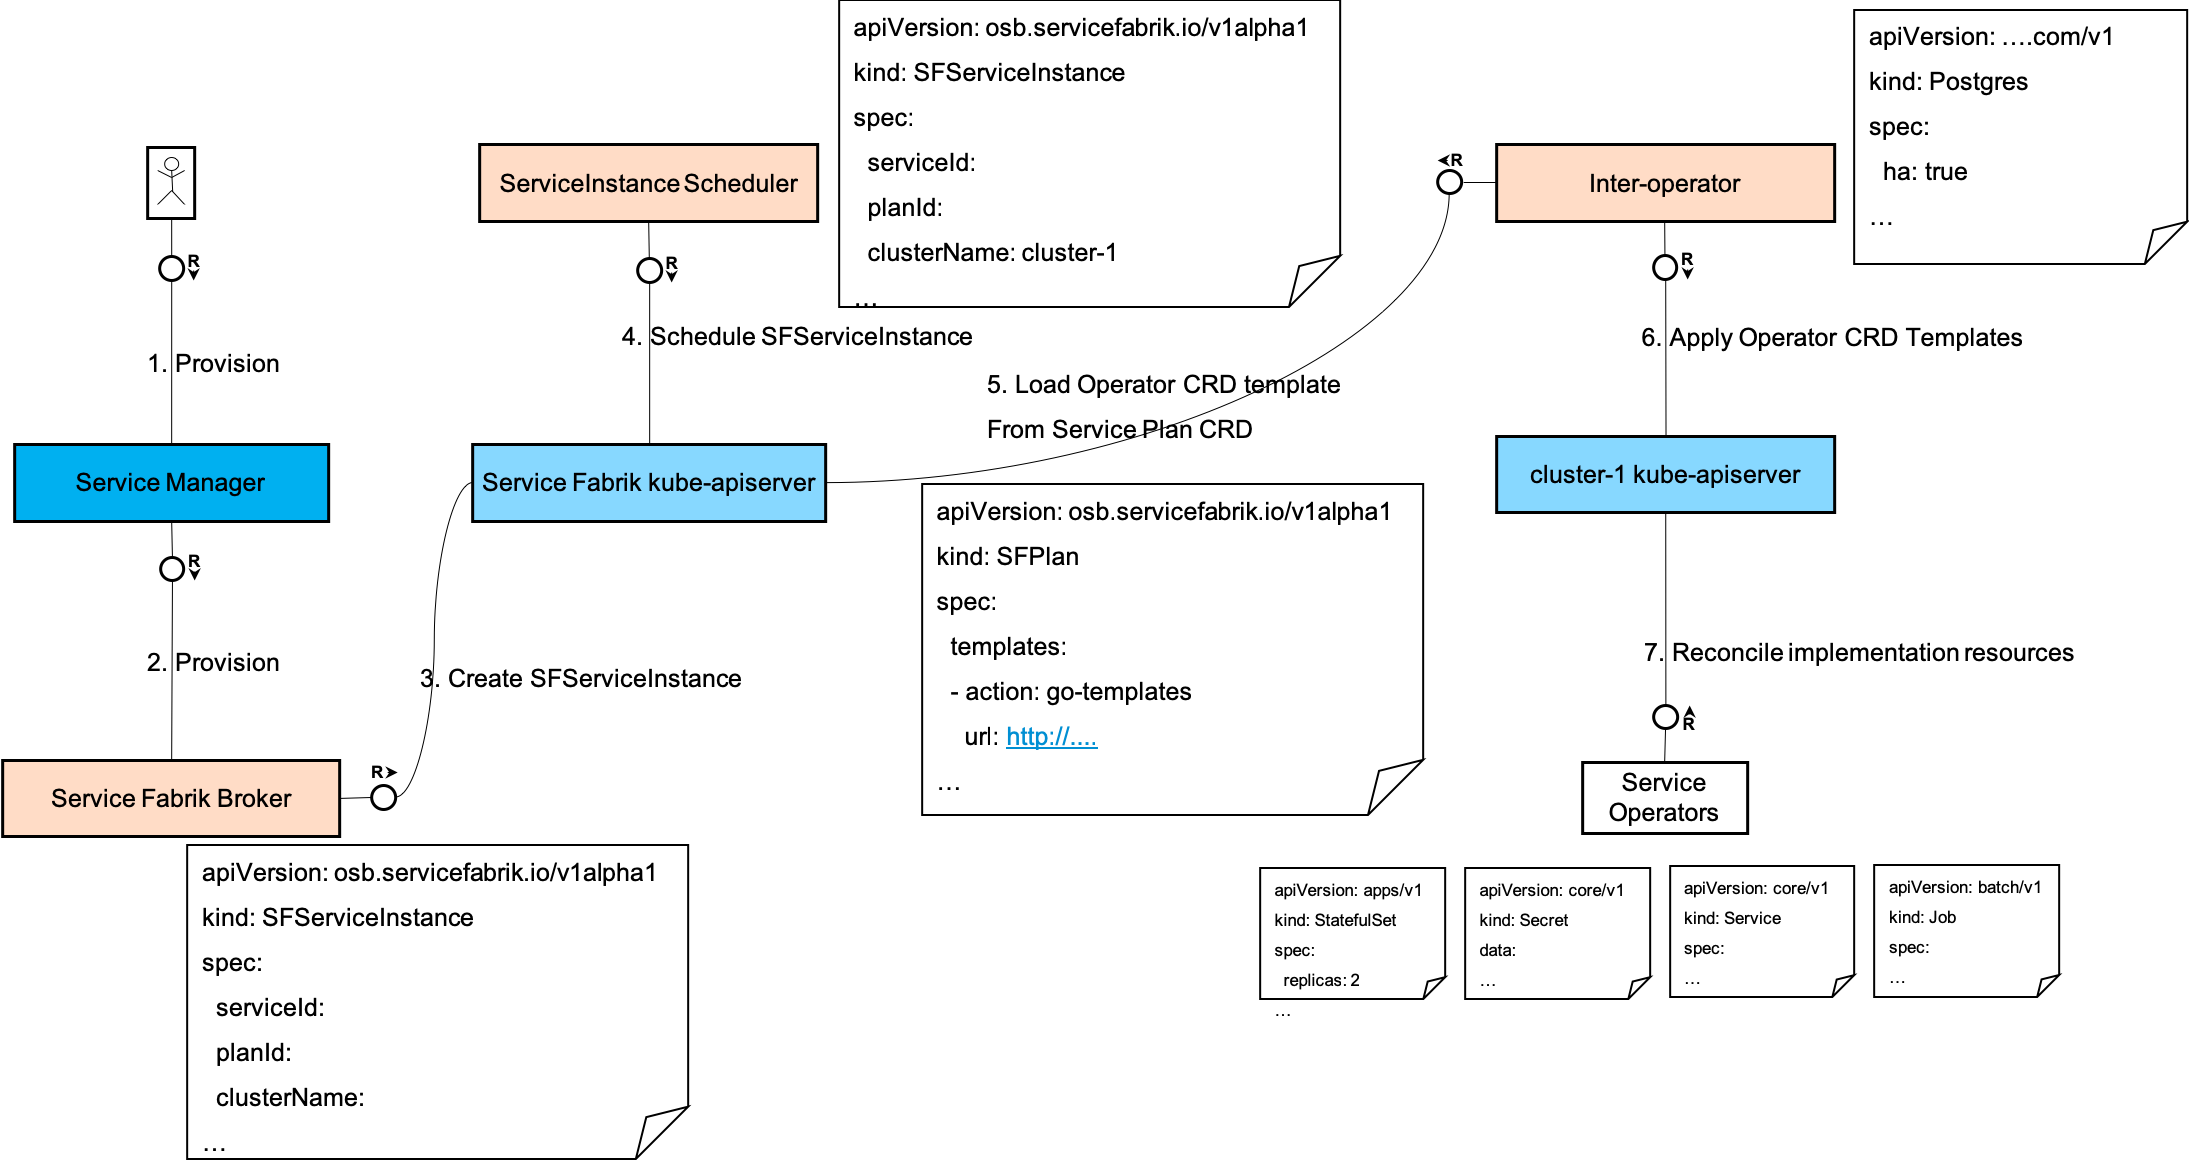 apiVersion: osb.servicefabrik.io/v1alpha1
kind: SFServiceInstance
spec:
serviceId:
planId:
clusterName: cluster-1
…
apiVersion: ....com/v1
kind: Postgres
spec:
ha: true
…
ServiceInstance Scheduler
R
Inter-operator
R
R
R
1. Provision
4. Schedule SFServiceInstance
5. Load Operator CRD template
From Service Plan CRD
6. Apply Operator CRD Templates
Service Manager
Service Fabrik kube-apiserver
cluster-1 kube-apiserver
R
2. Provision
3. Create SFServiceInstance
apiVersion: osb.servicefabrik.io/v1alpha1
kind: SFPlan
spec:
templates:
- action: go-templates
url: http://....
…
7. Reconcile implementation resources
R
Service Fabrik Broker
R
Service
Operators
apiVersion: osb.servicefabrik.io/v1alpha1
kind: SFServiceInstance
spec:
serviceId:
planId:
clusterName:
…
apiVersion: apps/v1
kind: StatefulSet
spec:
replicas: 2
…
apiVersion: core/v1
kind: Secret
data:
…
apiVersion: core/v1
kind: Service
spec:
…
apiVersion: batch/v1
kind: Job
spec:
…